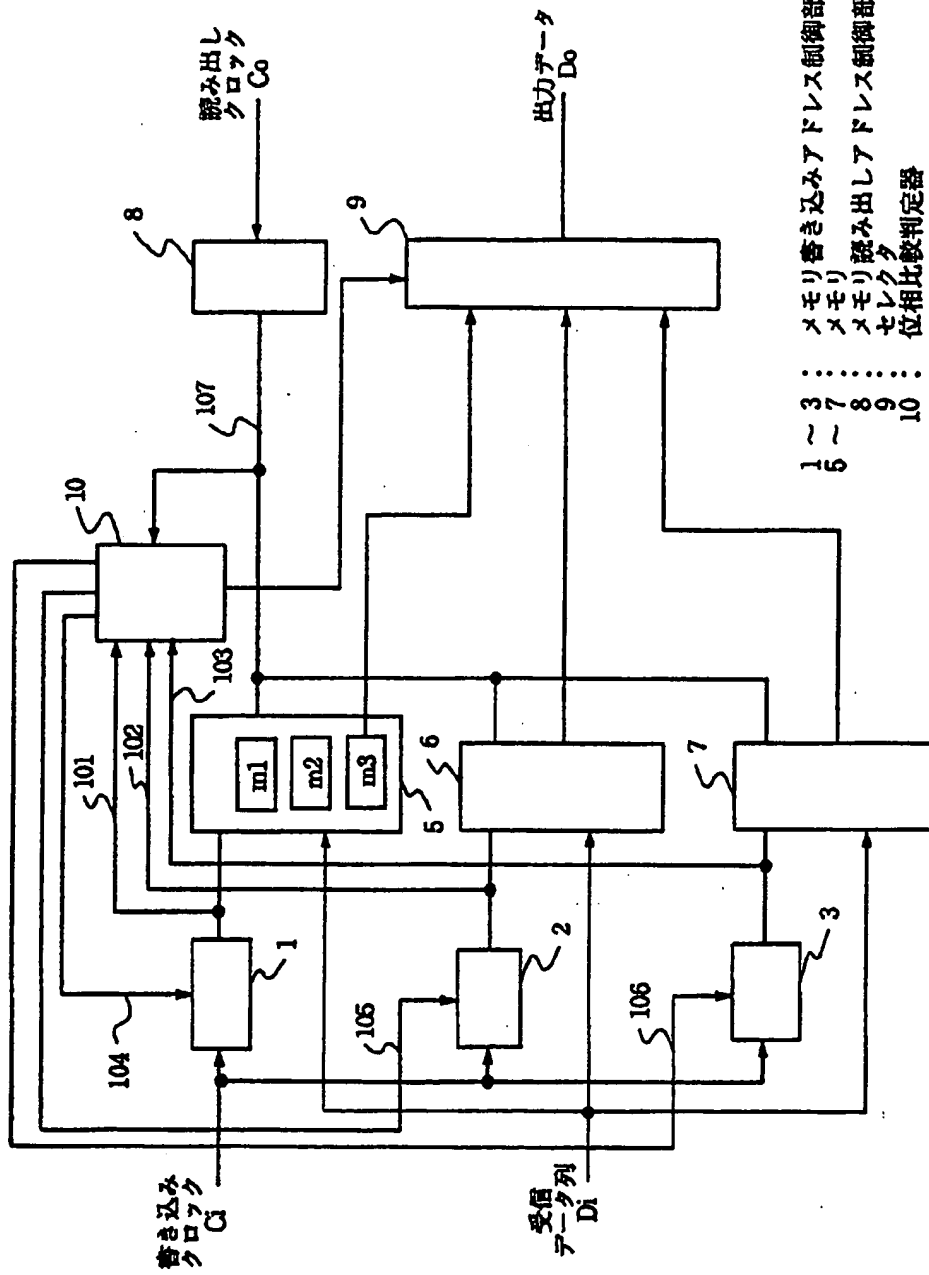 書き込み
クロック
Ci
受信
データ列
Di
104
105
106
1
2
3
101
102
103
m1
m2
m3
5
6
7
10
107
8
9
読み出し
クロック
Co
出力データ
Do
1～3：メモリ書き込みアドレス制御部
5～7：メモリ
8：メモリ読み出しアドレス制御部
9：セレクタ
10：位相比較判定器